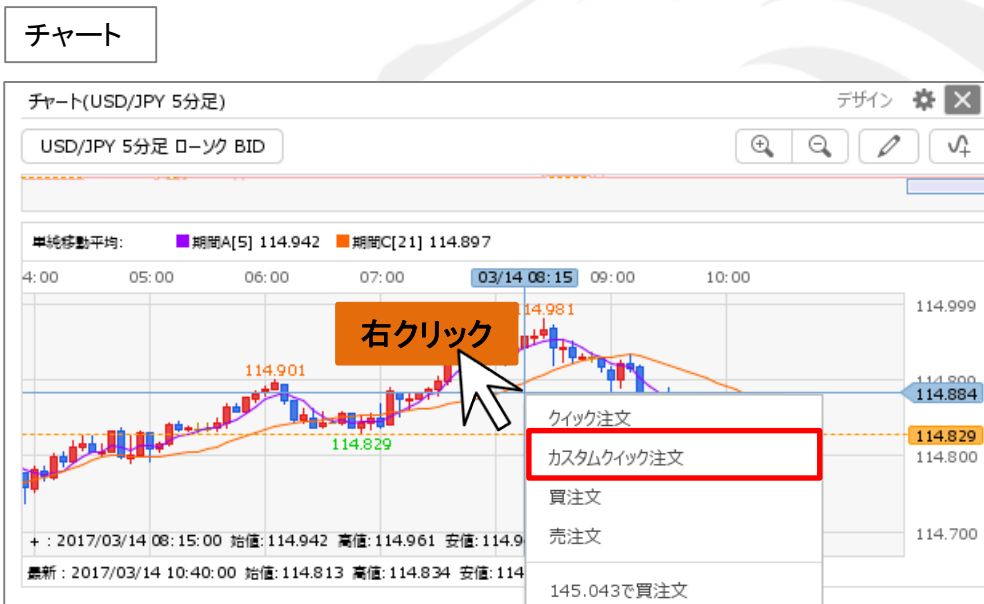 チャート
チャート(USD/JPY 5分足)
デザイン
USD/JPY 5分足 ローソク BID
単純移動平均: 期間A[5] 114.942 期間C[21] 114.897
4:00 05:00 06:00 07:00 03/14 08:15 09:00 10:00
114.999
14.981
右クリック
114.901
114.884
クイック注文
114.829
114.829
カスタムクイック注文
114.800
買注文
売注文
114.700
+ : 2017/03/14 08:15:00 始値:114.942 高値:114.961 安値:114.9
最新 : 2017/03/14 10:40:00 始値:114.813 高値:114.834 安値:114
145.043で買注文